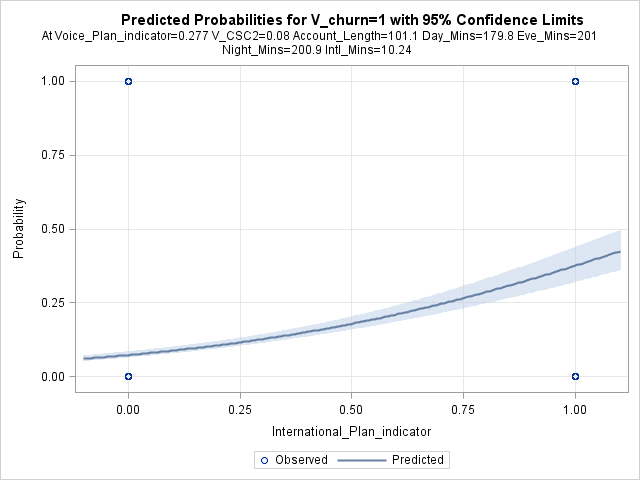 Predicted Probabilities for V_churn=1 with 95% Confidence Limits
At Voice_Plan_indicator=0.277 V_CSC2=0.08 Account_Length=101.1 Day_Mins=179.8 Eve_Mins=201
Night_Mins=200.9 Intl_Mins=10.24
1.00
0.75
0.50
0.25
0.00
Probability
0.00 0.25 0.50 0.75 1.00
International_Plan_indicator
Observed Predicted